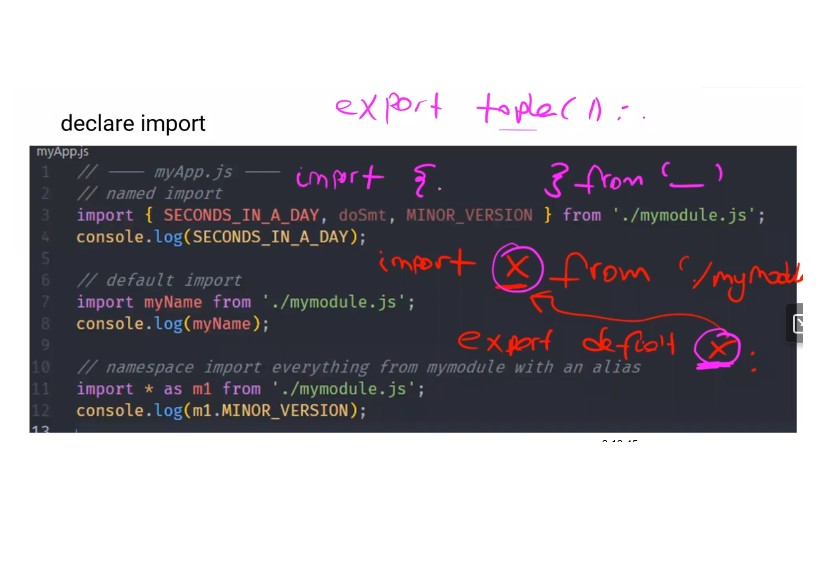 export tople();
declare import
myApp.js
1 // —— myApp.js ——
import { } from '__'
2 // named import
3 import { SECONDS_IN_A_DAY, doSmt, MINOR_VERSION } from './mymodule.js';
4 console.log(SECONDS_IN_A_DAY);
5
import X from './mymodule
6 // default import
7 import myName from './mymodule.js';
8 console.log(myName);
export default X ;
9
10 // namespace import everything from mymodule with an alias
11 import * as m1 from './mymodule.js';
12 console.log(m1.MINOR_VERSION);
13